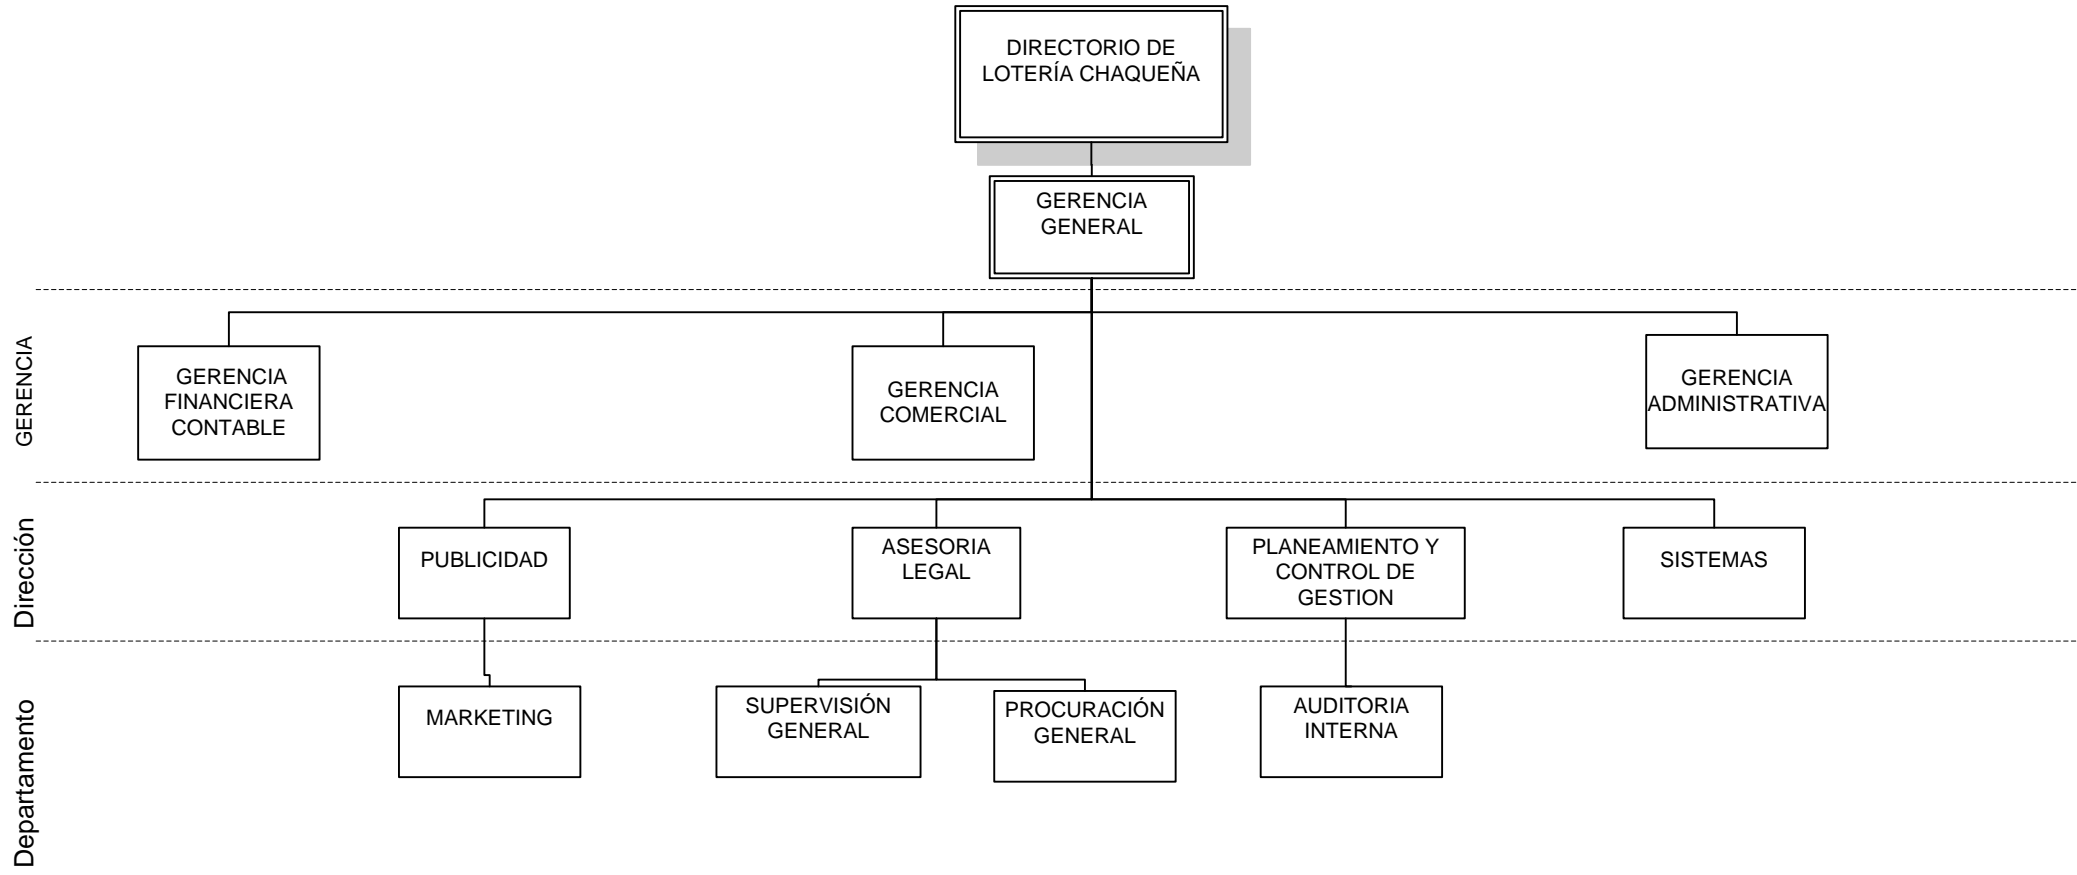 DIRECTORIO DE
LOTERÍA CHAQUEÑA
GERENCIA
GENERAL
GERENCIA
GERENCIA
FINANCIERA
CONTABLE
GERENCIA
COMERCIAL
GERENCIA
ADMINISTRATIVA
Dirección
PUBLICIDAD
ASESORIA
LEGAL
PLANEAMIENTO Y
CONTROL DE
GESTION
SISTEMAS
Departamento
MARKETING
SUPERVISIÓN
GENERAL
PROCURACIÓN
GENERAL
AUDITORIA
INTERNA